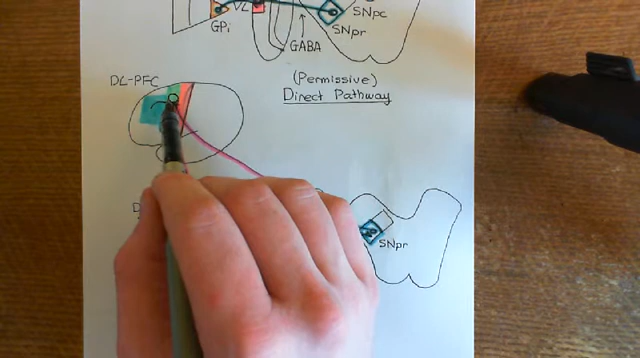 SNpc
VL
GPi
SNpr
GABA
DL-PFC
(Permissive)
Direct Pathway
SNpr